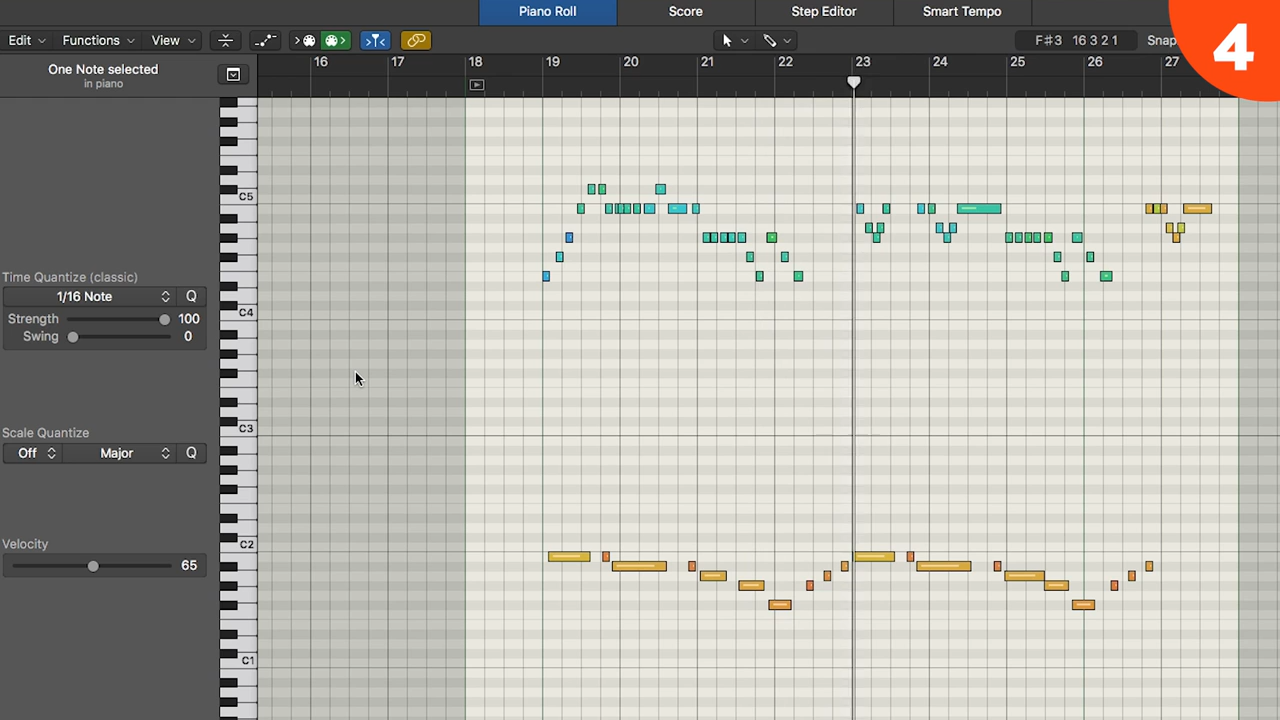 Piano Roll Score Step Editor Smart Tempo
4
Edit Functions View F#3 16 3 2 1 Snap
One Note selected
in piano
16 17 18 19 20 21 22 23 24 25 26 27
C5
Time Quantize (classic)
1/16 Note Q
Strength 100
C4
Swing 0
C3
Scale Quantize
Off Major Q
C2
Velocity
65
C1